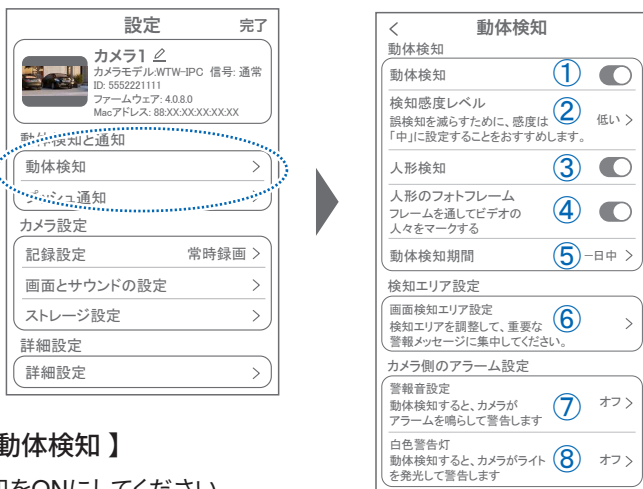 設定
完了
カメラ1
カメラモデル:WTW-IPC 信号: 通常
ID: 5552221111
ファームウェア: 4.0.8.0
Macアドレス: 88:XX:XX:XX:XX:XX
動体検知と通知
動体検知 >
プッシュ通知 >
カメラ設定
記録設定 常時録画 >
画面とサウンドの設定 >
ストレージ設定 >
詳細設定
詳細設定 >
動体検知 】
をONにしてください
< 動体検知
動体検知
動体検知 ①
検知感度レベル
誤検知を減らすために、感度は ② 低い >
「中」に設定することをおすすめします。
人形検知 ③
人形のフォトフレーム
フレームを通してビデオの ④
人々をマークする
動体検知期間 ⑤ 一日中 >
検知エリア設定
画面検知エリア設定
検知エリアを調整して、重要な ⑥ >
警報メッセージに集中してください。
カメラ側のアラーム設定
警報音設定
動体検知すると、カメラが ⑦ オフ >
アラームを鳴らして警告します
白色警告灯
動体検知すると、カメラがライト ⑧ オフ >
を発光して警告します